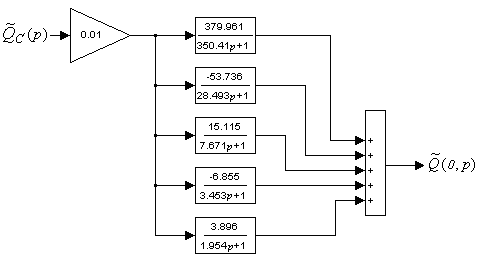 Q̃_C(p)
0.01
379.961
350.41p+1
-53.736
28.493p+1
15.115
7.671p+1
-6.855
3.453p+1
3.896
1.954p+1
+
+
+
+
+
Q̃(0,p)